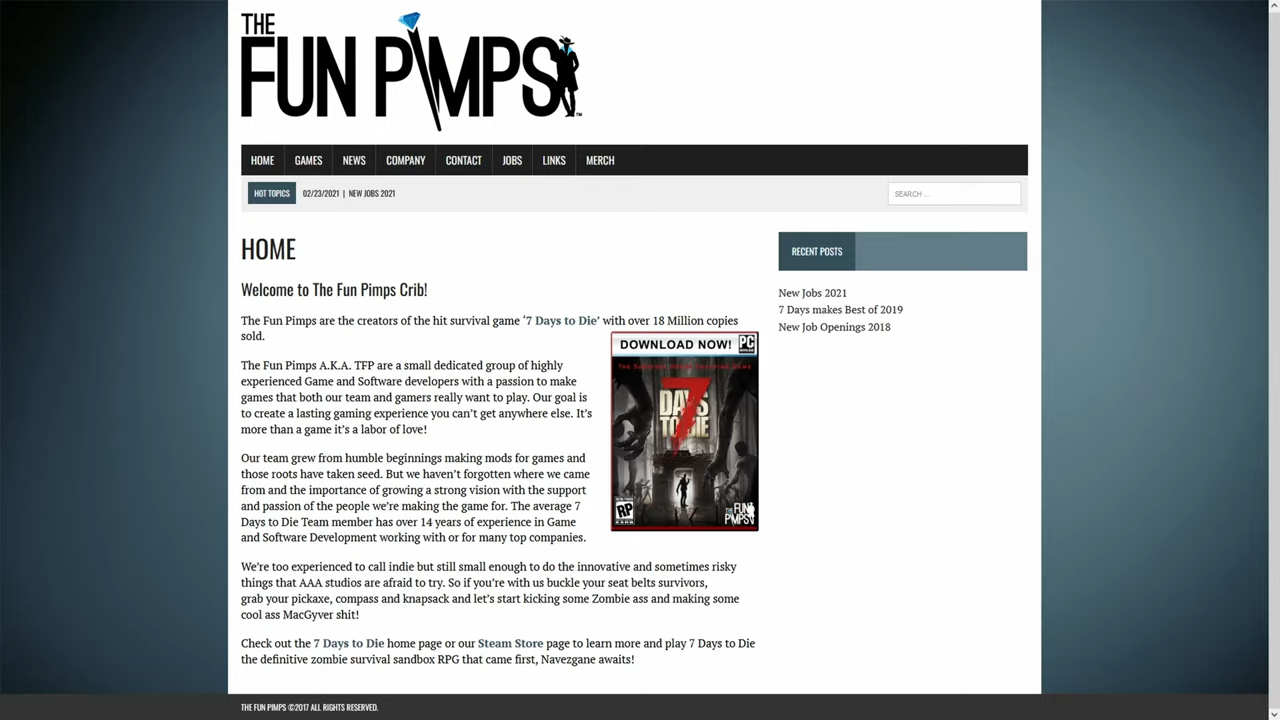 THE
FUN PIMPS
TM
HOME GAMES NEWS COMPANY CONTACT JOBS LINKS MERCH
HOT TOPICS 02/23/2021 | NEW JOBS 2021
SEARCH ...
HOME
Welcome to The Fun Pimps Crib!
The Fun Pimps are the creators of the hit survival game ‘7 Days to Die’ with over 18 Million copies
sold.
The Fun Pimps A.K.A. TFP are a small dedicated group of highly
experienced Game and Software developers with a passion to make
games that both our team and gamers really want to play. Our goal is
to create a lasting gaming experience you can’t get anywhere else. It’s
more than a game it’s a labor of love!
Our team grew from humble beginnings making mods for games and
those roots have taken seed. But we haven’t forgotten where we came
from and the importance of growing a strong vision with the support
and passion of the people we’re making the game for. The average 7
Days to Die Team member has over 14 years of experience in Game
and Software Development working with or for many top companies.
DOWNLOAD NOW! PC
7
DAYS
TO DIE
RP
THE FUN
PIMPS
We’re too experienced to call indie but still small enough to do the innovative and sometimes risky
things that AAA studios are afraid to try. So if you’re with us buckle your seat belts survivors,
grab your pickaxe, compass and knapsack and let’s start kicking some Zombie ass and making some
cool ass MacGyver shit!
Check out the 7 Days to Die home page or our Steam Store page to learn more and play 7 Days to Die
the definitive zombie survival sandbox RPG that came first, Navezgane awaits!
RECENT POSTS
New Jobs 2021
7 Days makes Best of 2019
New Job Openings 2018
THE FUN PIMPS ©2017 ALL RIGHTS RESERVED.